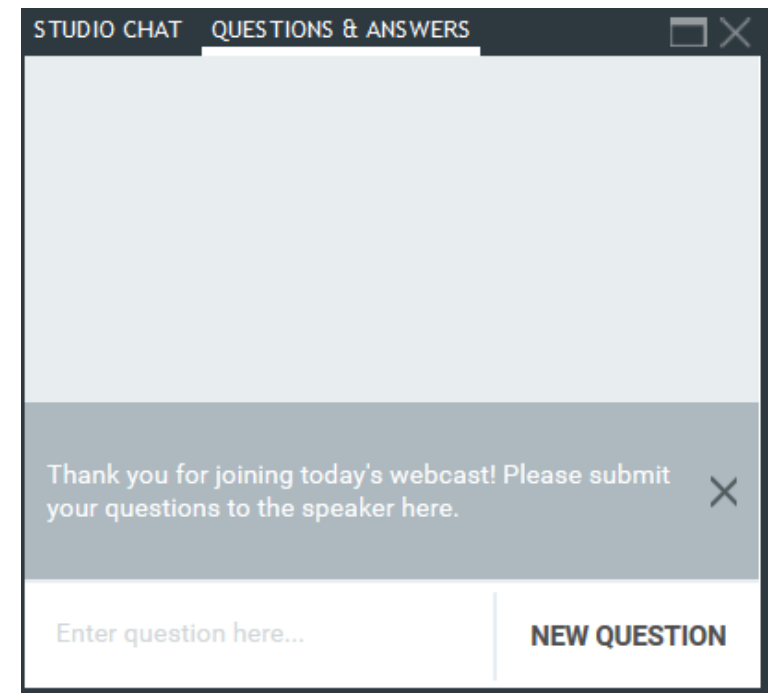 STUDIO CHAT QUESTIONS & ANSWERS
Thank you for joining today's webcast! Please submit
your questions to the speaker here.
Enter question here...
NEW QUESTION